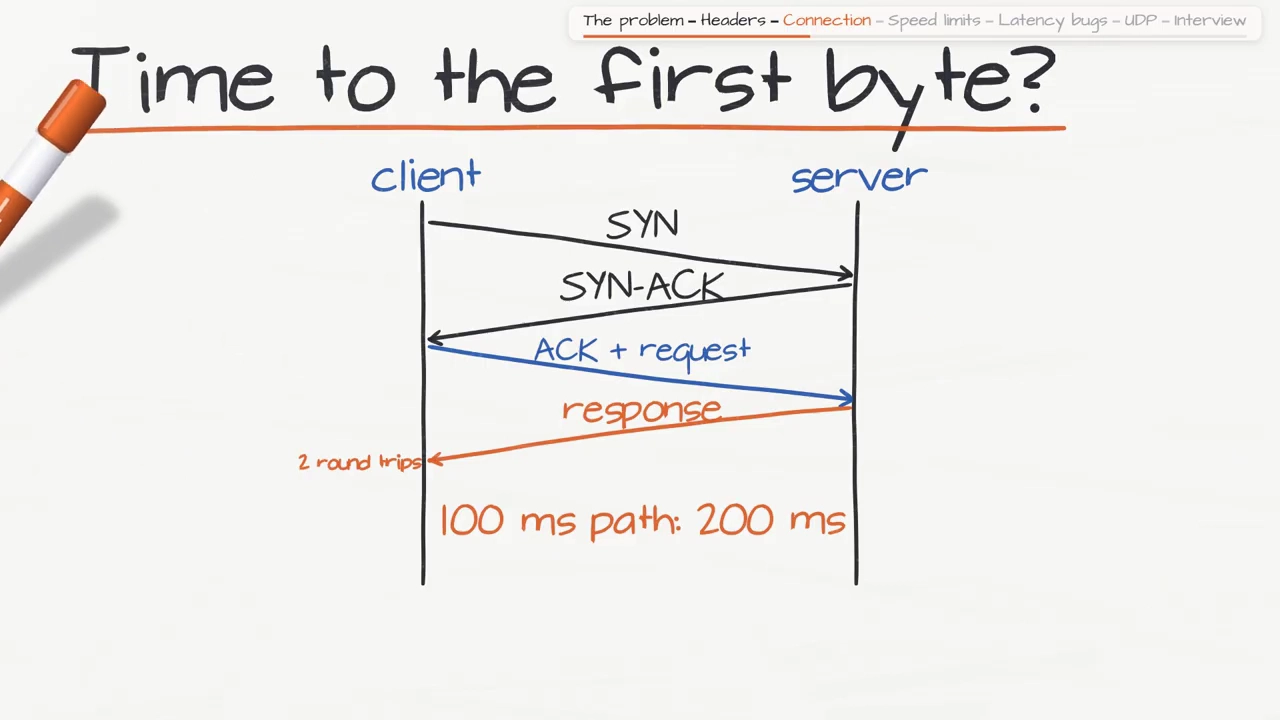 The problem – Headers – Connection – Speed limits – Latency bugs – UDP – Interview
Time to the first byte?
client
server
SYN
SYN-ACK
ACK + request
response
2 round trips
100 ms path: 200 ms